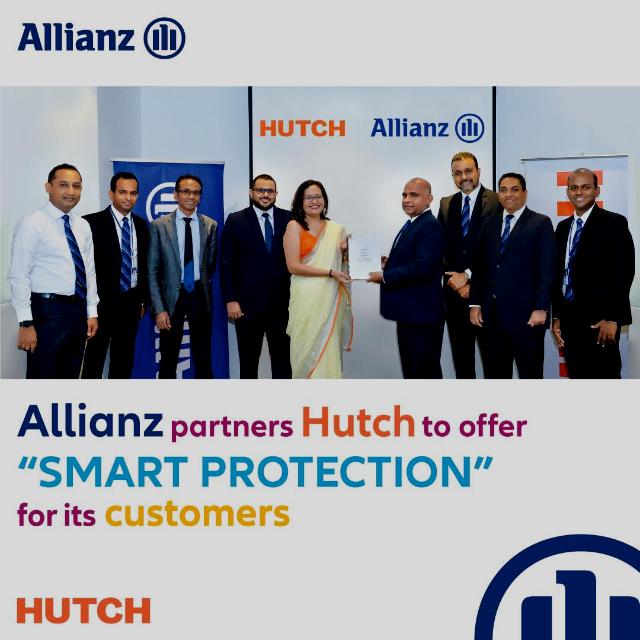 Allianz
HUTCH Allianz
Allianz partners Hutch to offer
“SMART PROTECTION”
for its customers
HUTCH